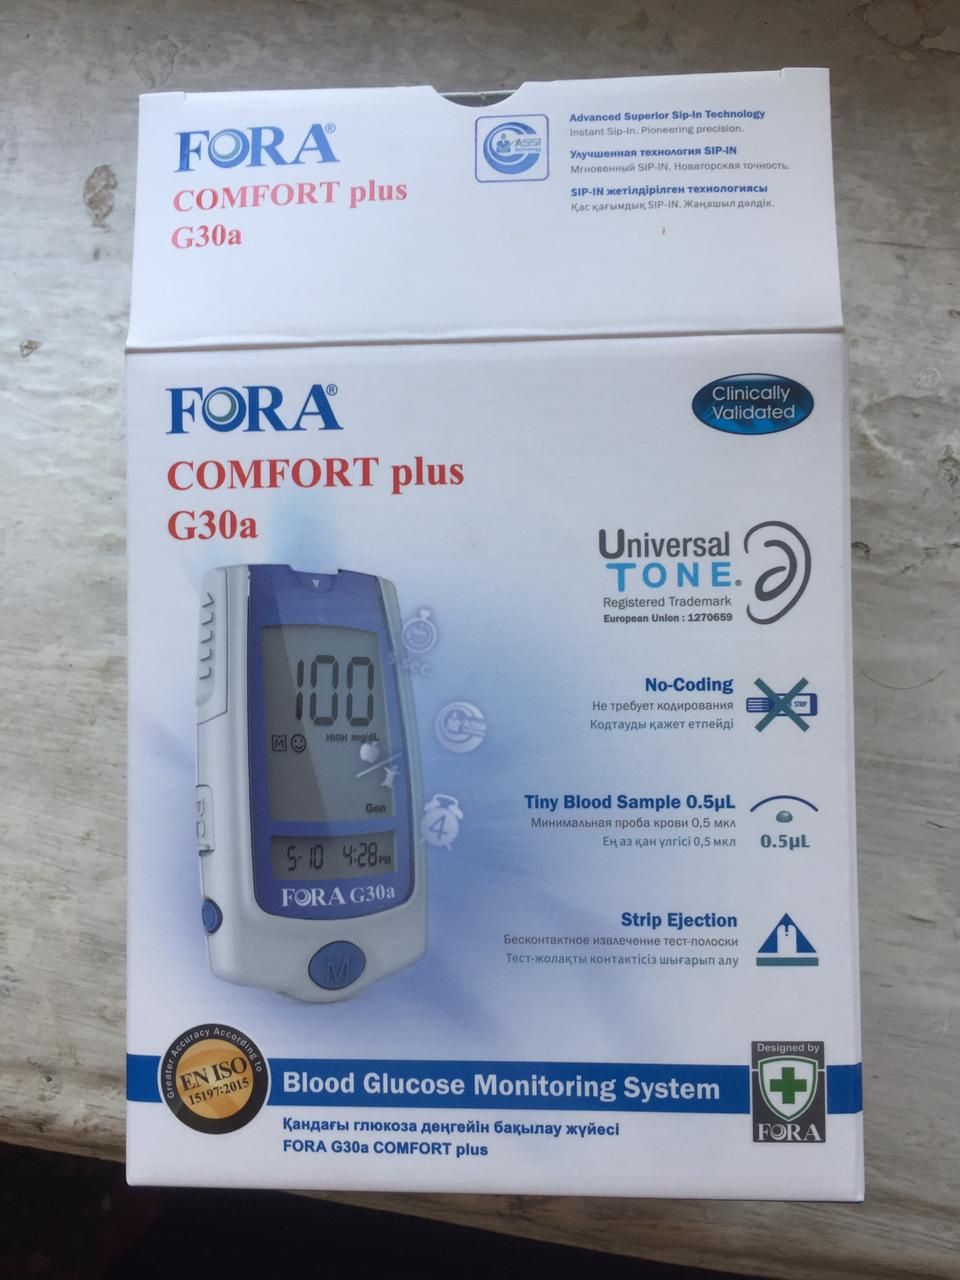 FORA®
COMFORT plus
G30a
ASSI
Technology
Advanced Superior Sip-In Technology
Instant Sip-In. Pioneering precision.
Улучшенная технология SIP-IN
Мгновенный SIP-IN. Новаторская точность.
SIP-IN жетілдірілген технологиясы
Қас қағымдық SIP-IN. Жаңашыл дәлдік.
FORA®
COMFORT plus
G30a
Clinically
Validated
Universal
TONE®
Registered Trademark
European Union : 1270659
5 sec
100
HIGH mg/dL
M
Gen
4
5-10 4:28PM
FORA G30a
M
No-Coding
Не требует кодирования
Кодтауды қажет етпейді
STRIP
Tiny Blood Sample 0.5µL
Минимальная проба крови 0,5 мкл
Ең аз қан үлгісі 0,5 мкл
0.5µL
Strip Ejection
Бесконтактное извлечение тест-полоски
Тест-жолақты контактісіз шығарып алу
Greater Accuracy According to
EN ISO
15197:2015
Blood Glucose Monitoring System
Қандағы глюкоза деңгейін бақылау жүйесі
FORA G30a COMFORT plus
Designed by
FORA